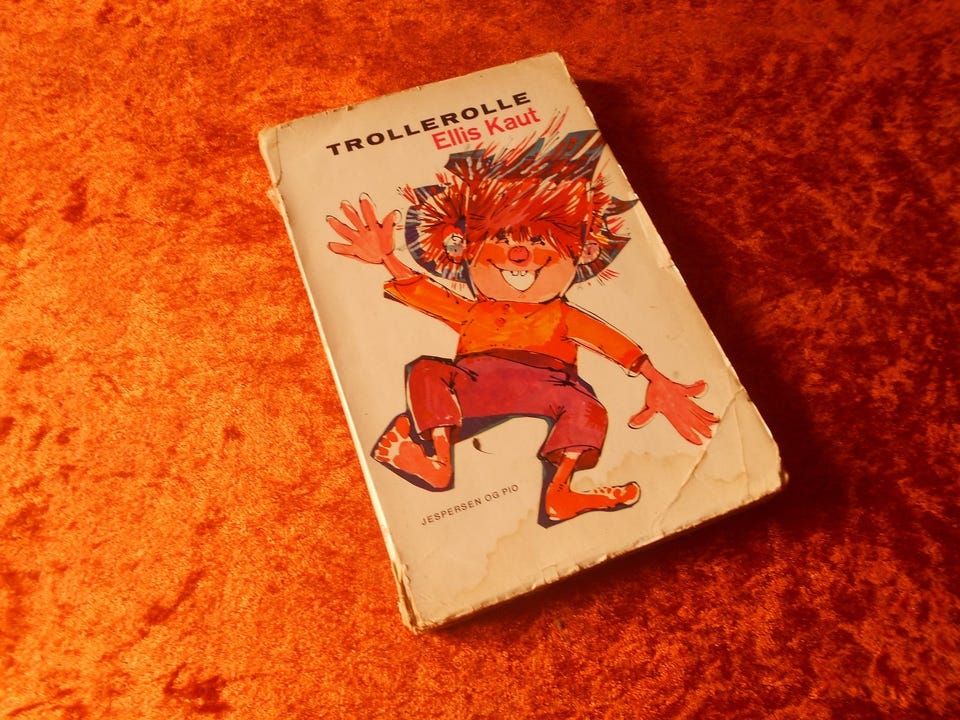 TROLLEROLLE
Ellis Kaut
JESPERSEN OG PIO